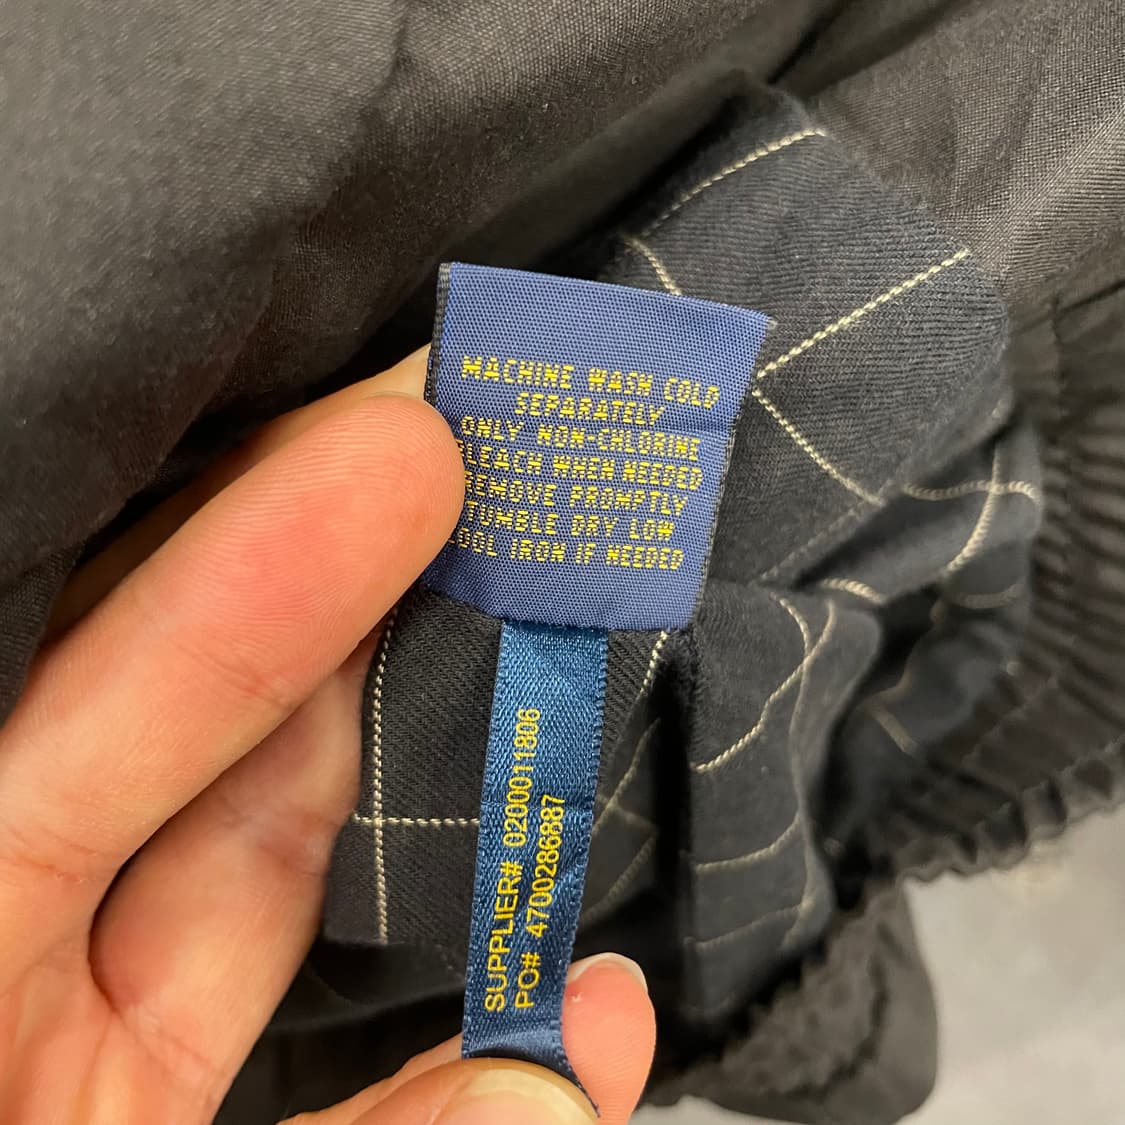 MACHINE WASH COLD
SEPARATELY
ONLY NON-CHLORINE
BLEACH WHEN NEEDED
REMOVE PROMPTLY
TUMBLE DRY LOW
COOL IRON IF NEEDED
SUPPLIER# 0200011806
PO# 4700286887